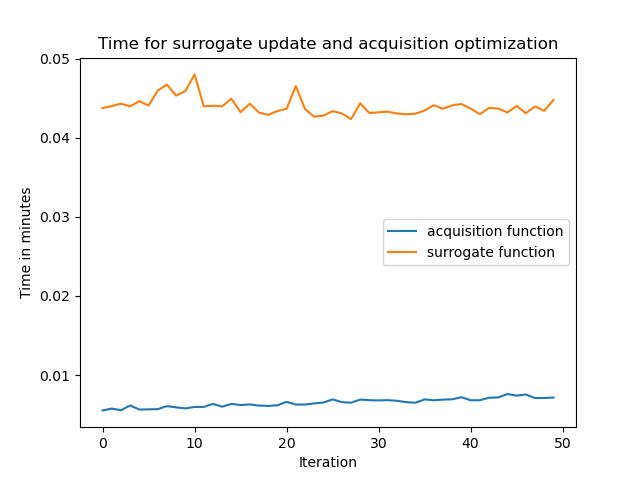 Time for surrogate update and acquisition optimization
0.05
0.04
0.03
0.02
0.01
Time in minutes
acquisition function
surrogate function
0 10 20 30 40 50
Iteration